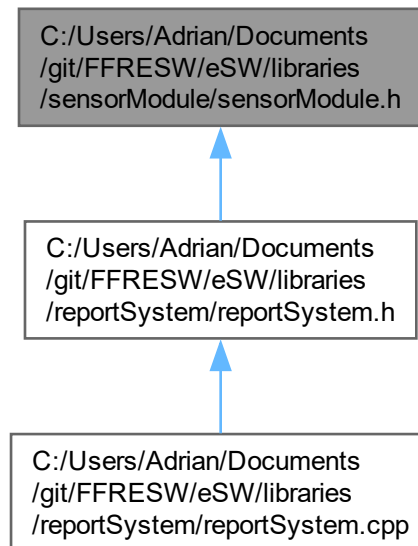 C:/Users/Adrian/Documents
/git/FFRESW/eSW/libraries
/sensorModule/sensorModule.h
C:/Users/Adrian/Documents
/git/FFRESW/eSW/libraries
/reportSystem/reportSystem.h
C:/Users/Adrian/Documents
/git/FFRESW/eSW/libraries
/reportSystem/reportSystem.cpp